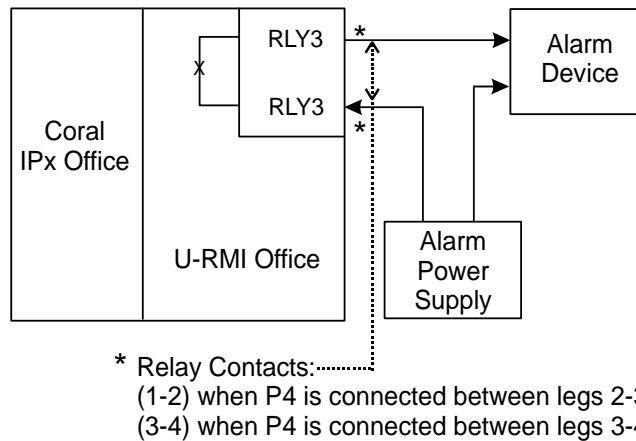 RLY3
*
Alarm
Device
RLY3
*
Coral
IPx Office
U-RMI Office
Alarm
Power
Supply
* Relay Contacts:
(1-2) when P4 is connected between legs 2-3
(3-4) when P4 is connected between legs 3-4